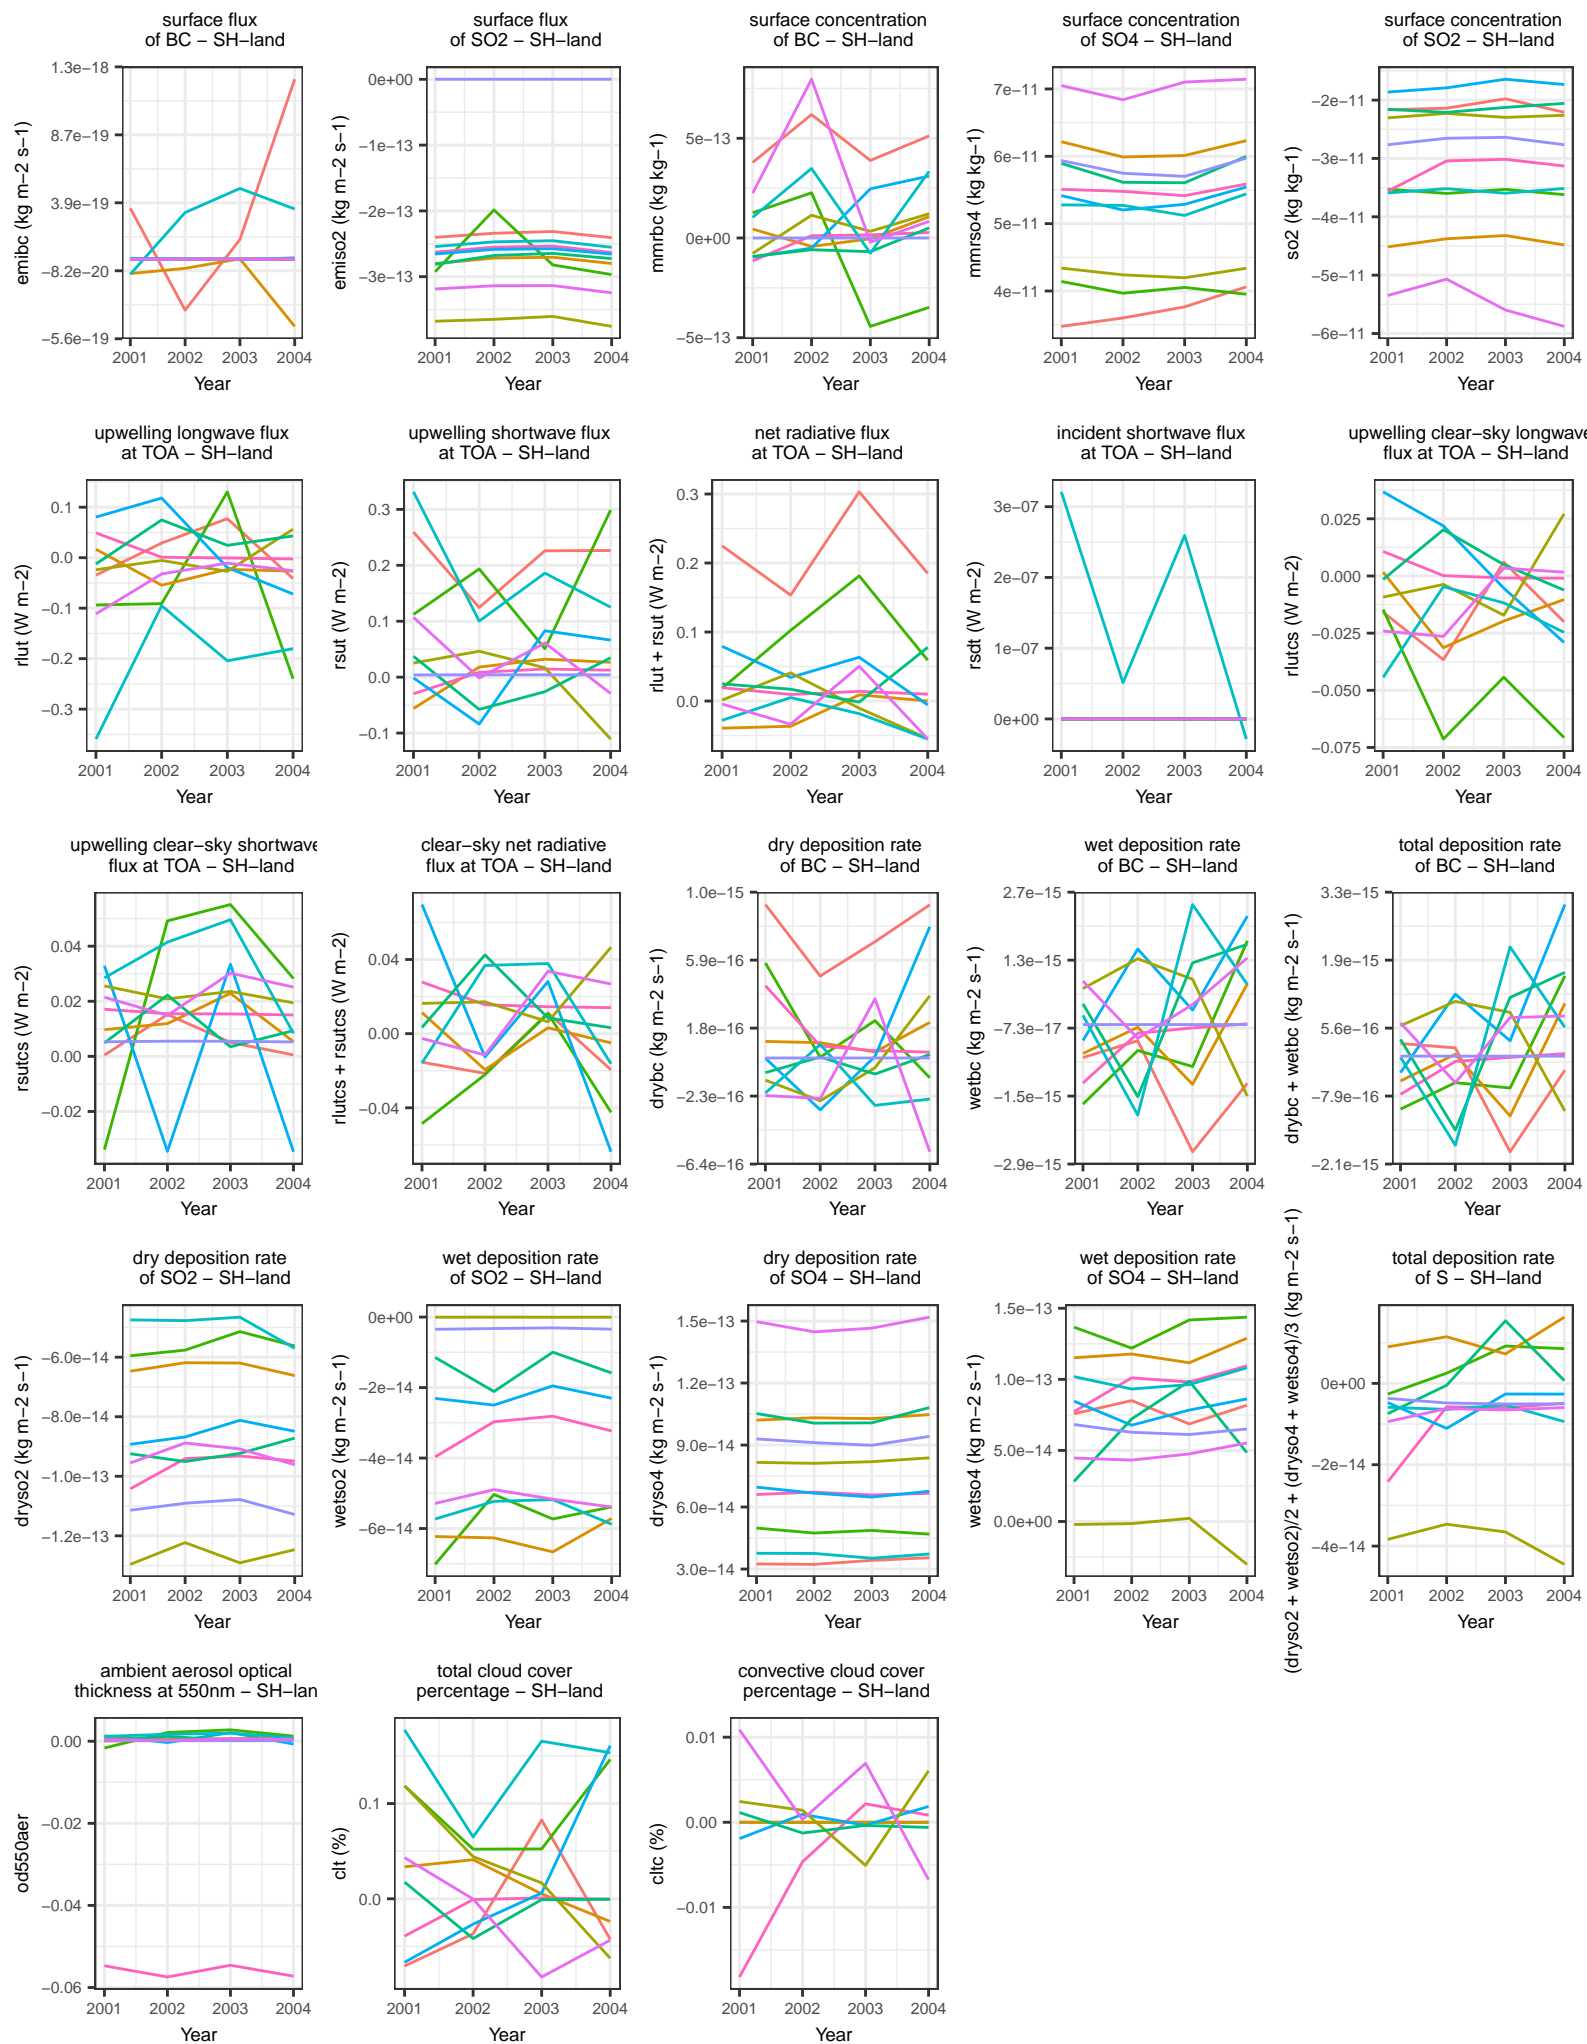 surface flux
of BC − SH−land
surface flux
of SO2 − SH−land
surface concentration
of BC − SH−land
surface concentration
of SO4 − SH−land
surface concentration
of SO2 − SH−land
emibc (kg m−2 s−1)
1.3e−18
8.7e−19
3.9e−19
−8.2e−20
−5.6e−19
2001 2002 2003 2004
Year
emiso2 (kg m−2 s−1)
0e+00
−1e−13
−2e−13
−3e−13
2001 2002 2003 2004
Year
mmrbc (kg kg−1)
5e−13
0e+00
−5e−13
2001 2002 2003 2004
Year
mmrso4 (kg kg−1)
7e−11
6e−11
5e−11
4e−11
2001 2002 2003 2004
Year
so2 (kg kg−1)
−2e−11
−3e−11
−4e−11
−5e−11
−6e−11
2001 2002 2003 2004
Year
upwelling longwave flux
at TOA − SH−land
upwelling shortwave flux
at TOA − SH−land
net radiative flux
at TOA − SH−land
incident shortwave flux
at TOA − SH−land
upwelling clear−sky longwave
flux at TOA − SH−land
rlut (W m−2)
0.1
0.0
−0.1
−0.2
−0.3
2001 2002 2003 2004
Year
rsut (W m−2)
0.3
0.2
0.1
0.0
−0.1
2001 2002 2003 2004
Year
rlut + rsut (W m−2)
0.3
0.2
0.1
0.0
2001 2002 2003 2004
Year
rsdt (W m−2)
3e−07
2e−07
1e−07
0e+00
2001 2002 2003 2004
Year
rlutcs (W m−2)
0.025
0.000
−0.025
−0.050
−0.075
2001 2002 2003 2004
Year
upwelling clear−sky shortwave
flux at TOA − SH−land
clear−sky net radiative
flux at TOA − SH−land
dry deposition rate
of BC − SH−land
wet deposition rate
of BC − SH−land
total deposition rate
of BC − SH−land
rsutcs (W m−2)
0.04
0.02
0.00
−0.02
2001 2002 2003 2004
Year
rlutcs + rsutcs (W m−2)
0.04
0.00
−0.04
2001 2002 2003 2004
Year
drybc (kg m−2 s−1)
1.0e−15
5.9e−16
1.8e−16
−2.3e−16
−6.4e−16
2001 2002 2003 2004
Year
wetbc (kg m−2 s−1)
2.7e−15
1.3e−15
−7.3e−17
−1.5e−15
−2.9e−15
2001 2002 2003 2004
Year
drybc + wetbc (kg m−2 s−1)
3.3e−15
1.9e−15
5.6e−16
−7.9e−16
−2.1e−15
2001 2002 2003 2004
Year
dry deposition rate
of SO2 − SH−land
wet deposition rate
of SO2 − SH−land
dry deposition rate
of SO4 − SH−land
wet deposition rate
of SO4 − SH−land
total deposition rate
of S − SH−land
dryso2 (kg m−2 s−1)
−6.0e−14
−8.0e−14
−1.0e−13
−1.2e−13
2001 2002 2003 2004
Year
wetso2 (kg m−2 s−1)
0e+00
−2e−14
−4e−14
−6e−14
2001 2002 2003 2004
Year
dryso4 (kg m−2 s−1)
1.5e−13
1.2e−13
9.0e−14
6.0e−14
3.0e−14
2001 2002 2003 2004
Year
wetso4 (kg m−2 s−1)
1.5e−13
1.0e−13
5.0e−14
0.0e+00
2001 2002 2003 2004
Year
(dryso2 + wetso2)/2 + (dryso4 + wetso4)/3 (kg m−2 s−1)
0e+00
−2e−14
−4e−14
2001 2002 2003 2004
Year
ambient aerosol optical
thickness at 550nm − SH−lan
total cloud cover
percentage − SH−land
convective cloud cover
percentage − SH−land
od550aer
0.00
−0.02
−0.04
−0.06
2001 2002 2003 2004
Year
clt (%)
0.1
0.0
2001 2002 2003 2004
Year
cltc (%)
0.01
0.00
−0.01
2001 2002 2003 2004
Year